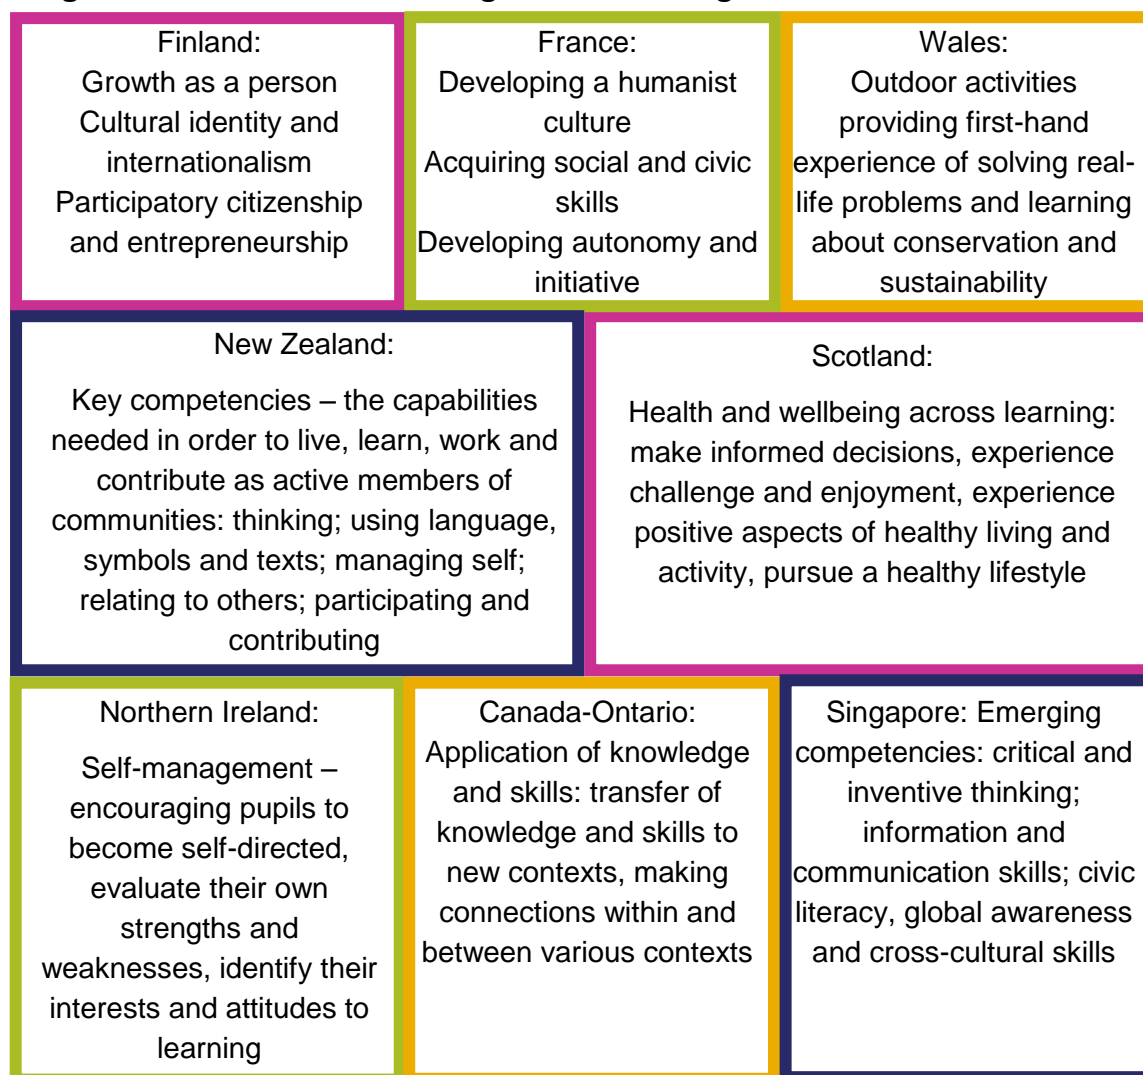 Finland:
Growth as a person
Cultural identity and
internationalism
Participatory citizenship
and entrepreneurship
France:
Developing a humanist
culture
Acquiring social and civic
skills
Developing autonomy and
initiative
Wales:
Outdoor activities
providing first-hand
experience of solving real-
life problems and learning
about conservation and
sustainability
New Zealand:
Key competencies – the capabilities
needed in order to live, learn, work and
contribute as active members of
communities: thinking; using language,
symbols and texts; managing self;
relating to others; participating and
contributing
Scotland:
Health and wellbeing across learning:
make informed decisions, experience
challenge and enjoyment, experience
positive aspects of healthy living and
activity, pursue a healthy lifestyle
Northern Ireland:
Self-management –
encouraging pupils to
become self-directed,
evaluate their own
strengths and
weaknesses, identify their
interests and attitudes to
learning
Canada-Ontario:
Application of knowledge
and skills: transfer of
knowledge and skills to
new contexts, making
connections within and
between various contexts
Singapore: Emerging
competencies: critical and
inventive thinking;
information and
communication skills; civic
literacy, global awareness
and cross-cultural skills